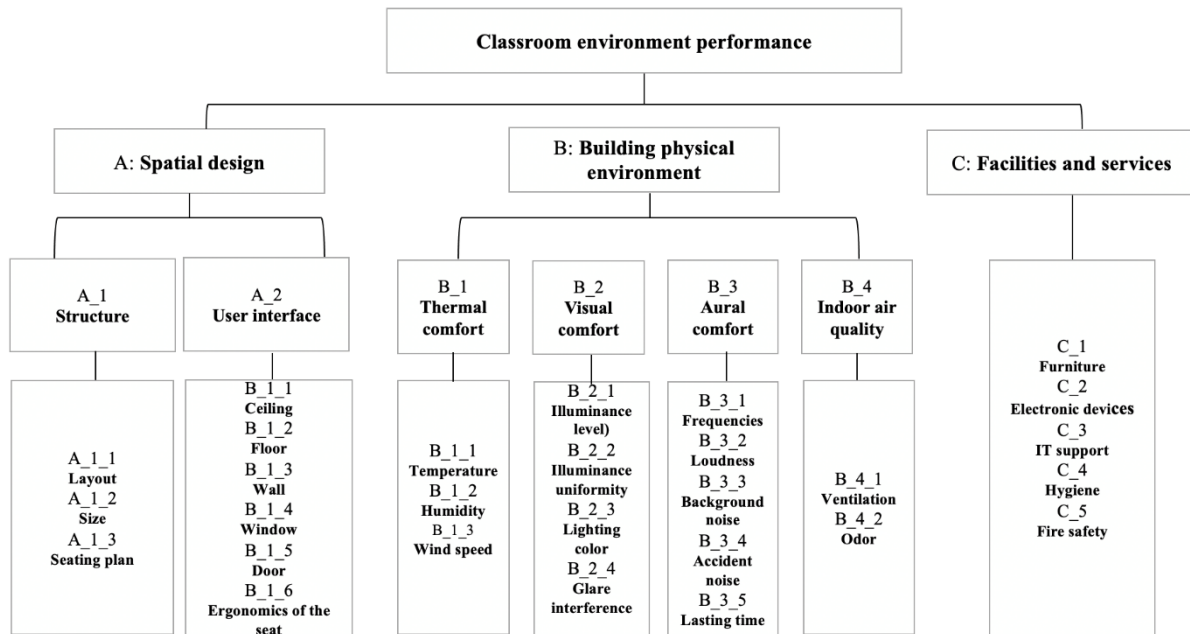 Classroom environment performance
A: Spatial design
B: Building physical
environment
C: Facilities and services
A_1
Structure
A_2
User interface
B_1
Thermal
comfort
B_2
Visual
comfort
B_3
Aural
comfort
B_4
Indoor air
quality
A_1_1
Layout
A_1_2
Size
A_1_3
Seating plan
B_1_1
Ceiling
B_1_2
Floor
B_1_3
Wall
B_1_4
Window
B_1_5
Door
B_1_6
Ergonomics of the
seat
B_1_1
Temperature
B_1_2
Humidity
B_1_3
Wind speed
B_2_1
Illuminance
level)
B_2_2
Illuminance
uniformity
B_2_3
Lighting
color
B_2_4
Glare
interference
B_3_1
Frequencies
B_3_2
Loudness
B_3_3
Background
noise
B_3_4
Accident
noise
B_3_5
Lasting time
B_4_1
Ventilation
B_4_2
Odor
C_1
Furniture
C_2
Electronic devices
C_3
IT support
C_4
Hygiene
C_5
Fire safety